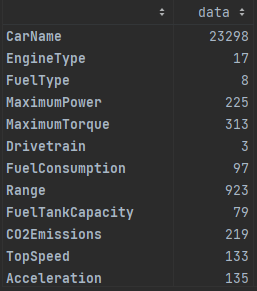 data
CarName 23298
EngineType 17
FuelType 8
MaximumPower 225
MaximumTorque 313
Drivetrain 3
FuelConsumption 97
Range 923
FuelTankCapacity 79
CO2Emissions 219
TopSpeed 133
Acceleration 135